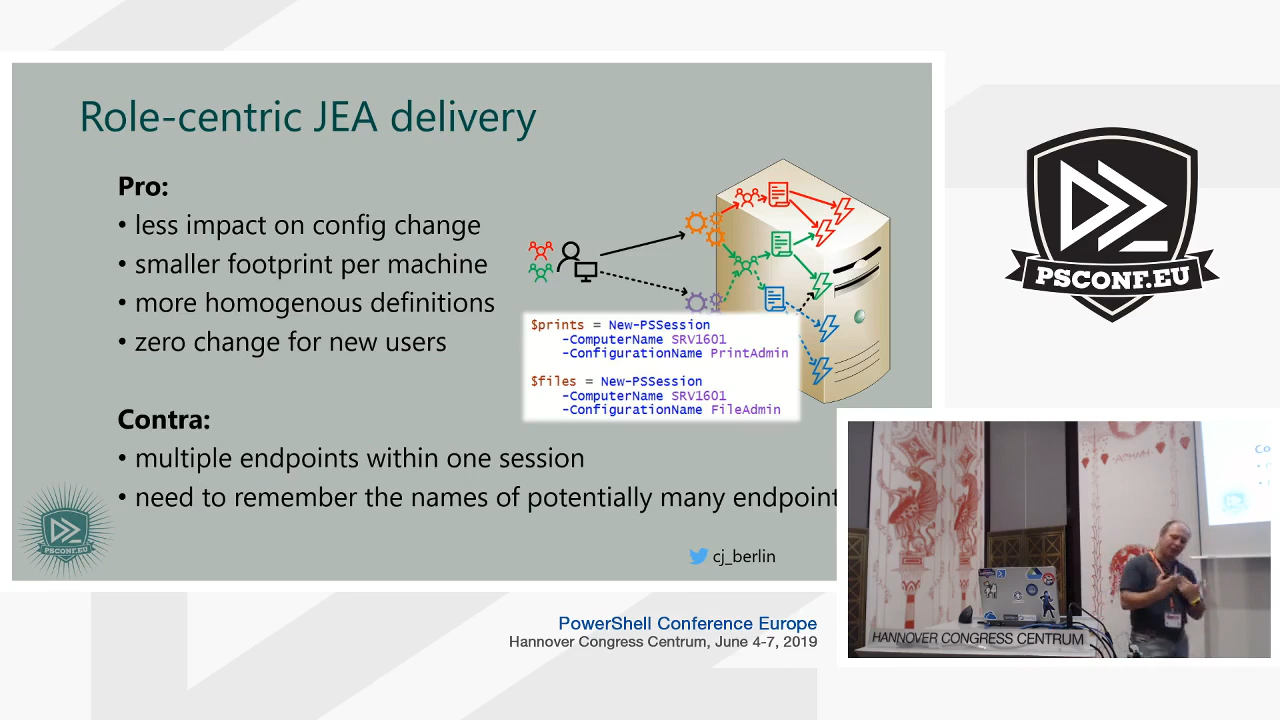 Role-centric JEA delivery
Pro:
• less impact on config change
• smaller footprint per machine
• more homogenous definitions
• zero change for new users
$prints = New-PSSession
-ComputerName SRV1601
-ConfigurationName PrintAdmin
$files = New-PSSession
-ComputerName SRV1601
-ConfigurationName FileAdmin
Contra:
• multiple endpoints within one session
• need to remember the names of potentially many endpoint
PSCONF.EU
cj_berlin
PSCONF.EU
Co
HANNOVER CONGRESS CENTRUM
PowerShell Conference Europe
Hannover Congress Centrum, June 4-7, 2019